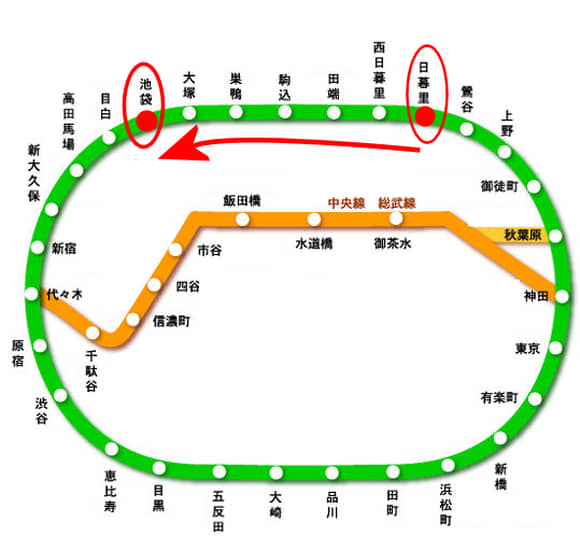 池袋
大塚
巣鴨
駒込
田端
西日暮里
日暮里
鶯谷
上野
御徒町
秋葉原
神田
東京
有楽町
新橋
浜松町
田町
品川
大崎
五反田
目黒
恵比寿
渋谷
原宿
代々木
新宿
新大久保
高田馬場
目白
中央線 総武線
飯田橋
水道橋
御茶水
市谷
四谷
信濃町
千駄谷